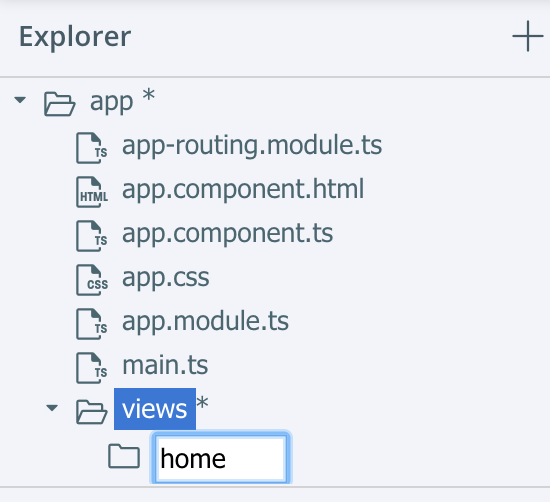 Explorer
app *
TS app-routing.module.ts
HTML app.component.html
TS app.component.ts
CSS app.css
TS app.module.ts
TS main.ts
views *
home